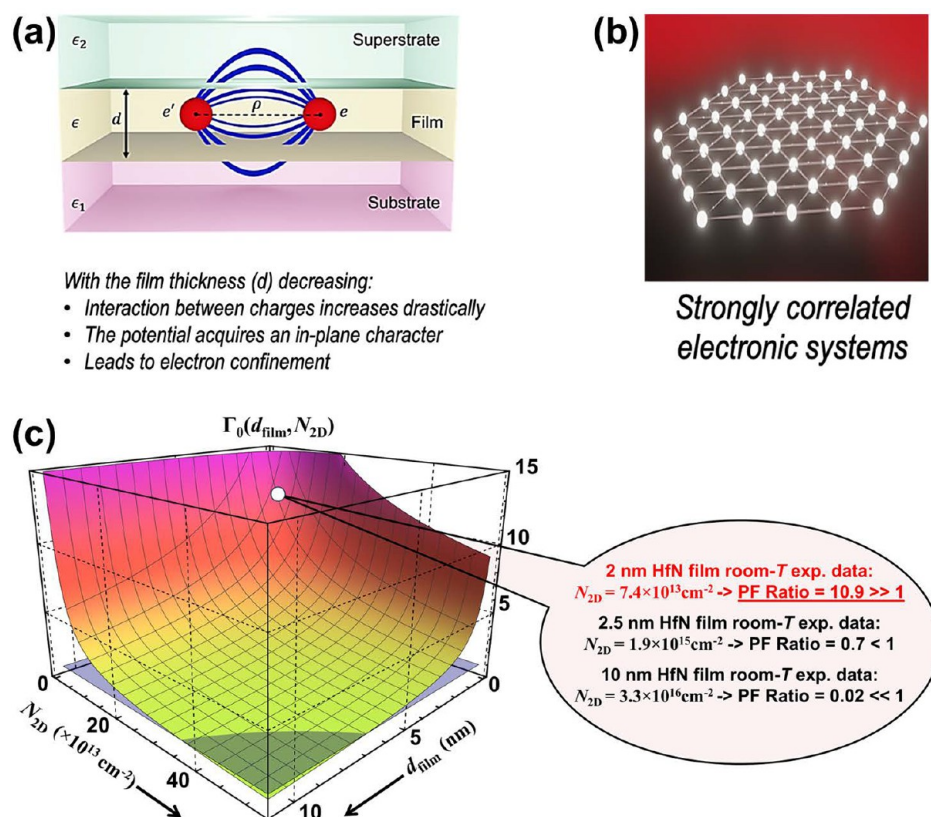 (a)
ϵ2
Superstrate
e′
ρ
e
ϵ
d
Film
ϵ1
Substrate
With the film thickness (d) decreasing:
• Interaction between charges increases drastically
• The potential acquires an in-plane character
• Leads to electron confinement
(b)
Strongly correlated
electronic systems
(c)
Γ0(dfilm, N2D)
15
10
5
0
0
20
40
N2D (×10¹³ cm⁻²)
5
10
dfilm (nm)
2 nm HfN film room-T exp. data:
N2D = 7.4×10¹³cm⁻² -> PF Ratio = 10.9 >> 1
2.5 nm HfN film room-T exp. data:
N2D = 1.9×10¹⁵cm⁻² -> PF Ratio = 0.7 < 1
10 nm HfN film room-T exp. data:
N2D = 3.3×10¹⁶cm⁻² -> PF Ratio = 0.02 << 1